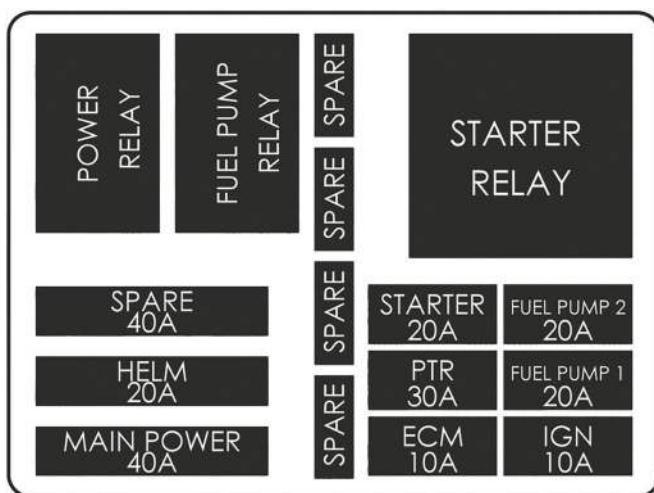 POWER
RELAY
FUEL PUMP
RELAY
SPARE
SPARE
SPARE
SPARE
STARTER
RELAY
SPARE
40A
HELM
20A
MAIN POWER
40A
STARTER
20A
FUEL PUMP 2
20A
PTR
30A
FUEL PUMP 1
20A
ECM
10A
IGN
10A